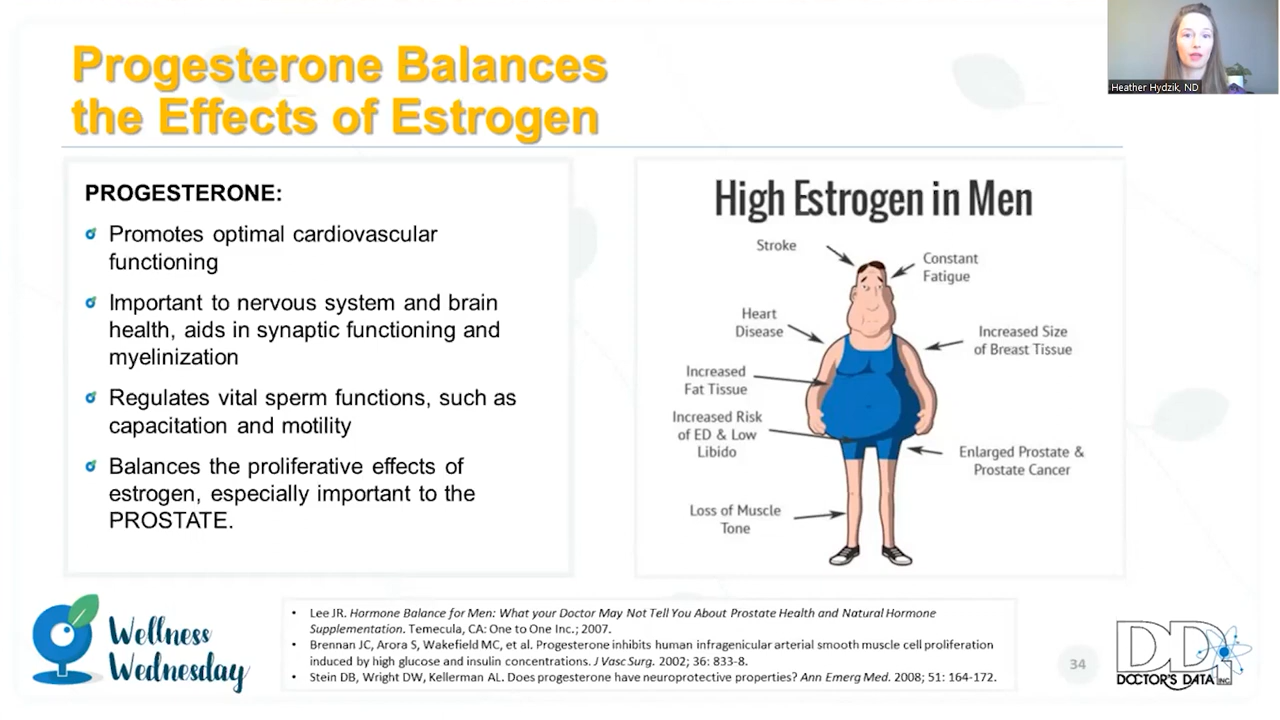 Heather Hydzik, ND
Progesterone Balances
the Effects of Estrogen
PROGESTERONE:
Promotes optimal cardiovascular
functioning
Important to nervous system and brain
health, aids in synaptic functioning and
myelinization
Regulates vital sperm functions, such as
capacitation and motility
Balances the proliferative effects of
estrogen, especially important to the
PROSTATE.
High Estrogen in Men
Stroke
Constant
Fatigue
Heart
Disease
Increased Size
of Breast Tissue
Increased
Fat Tissue
Increased Risk
of ED & Low
Libido
Enlarged Prostate &
Prostate Cancer
Loss of Muscle
Tone
Wellness
Wednesday
• Lee JR. Hormone Balance for Men: What your Doctor May Not Tell You About Prostate Health and Natural Hormone
Supplementation. Temecula, CA: One to One Inc.; 2007.
• Brennan JC, Arora S, Wakefield MC, et al. Progesterone inhibits human infragenicular arterial smooth muscle cell proliferation
induced by high glucose and insulin concentrations. J Vasc Surg. 2002; 36: 833-8.
• Stein DB, Wright DW, Kellerman AL. Does progesterone have neuroprotective properties? Ann Emerg Med. 2008; 51: 164-172.
34
DD
DOCTOR'S DATA INC.